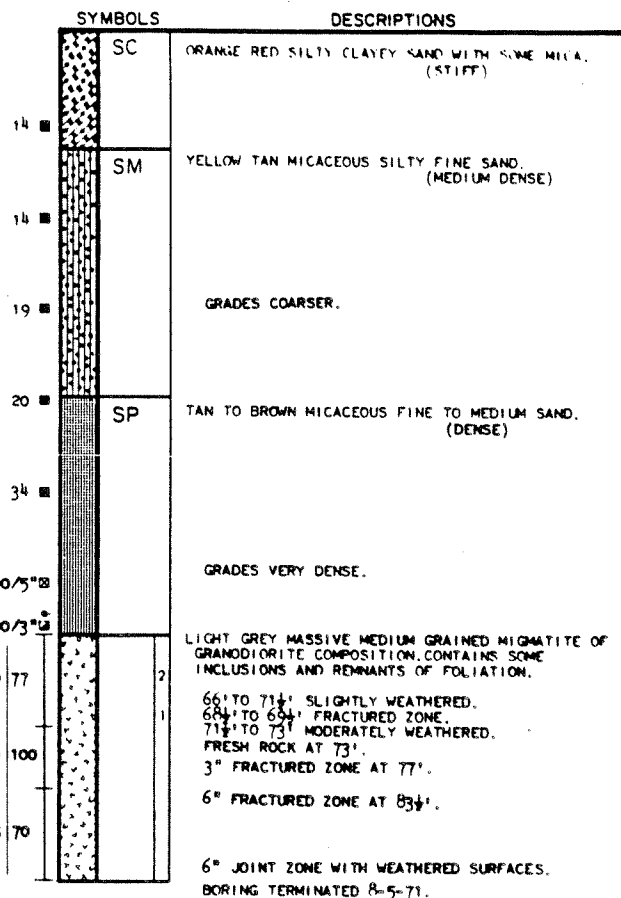 SYMBOLS DESCRIPTIONS
SC ORANGE RED SILTY CLAYEY SAND WITH SOME MICA.
(STIFF)
14
SM YELLOW TAN MICACEOUS SILTY FINE SAND.
(MEDIUM DENSE)
14
19 GRADES COARSER.
20
SP TAN TO BROWN MICACEOUS FINE TO MEDIUM SAND.
(DENSE)
34
GRADES VERY DENSE.
0/5"
0/3"
LIGHT GREY MASSIVE MEDIUM GRAINED MIGMATITE OF
GRANODIORITE COMPOSITION. CONTAINS SOME
77 2 INCLUSIONS AND REMNANTS OF FOLIATION.
66' TO 71½' SLIGHTLY WEATHERED.
1 68½' TO 69½' FRACTURED ZONE.
71½' TO 73' MODERATELY WEATHERED.
100 FRESH ROCK AT 73'.
3" FRACTURED ZONE AT 77'.
6" FRACTURED ZONE AT 83½'.
70
6" JOINT ZONE WITH WEATHERED SURFACES.
BORING TERMINATED 8-5-71.